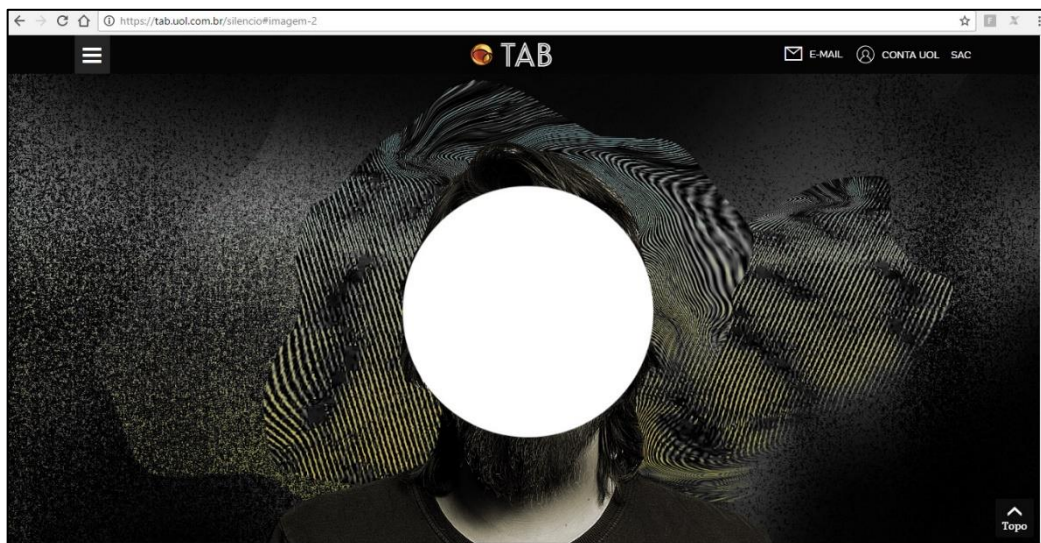 https://tab.uol.com.br/silencio#imagem-2
TAB
E-MAIL
CONTA UOL
SAC
Topo